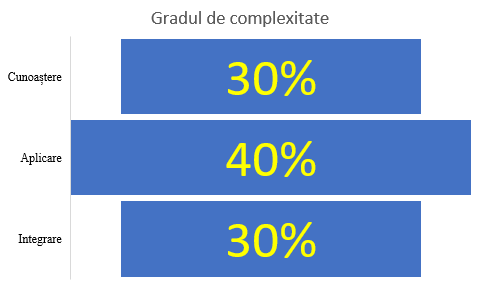 Gradul de complexitate
Cunoaștere
30%
Aplicare
40%
Integrare
30%